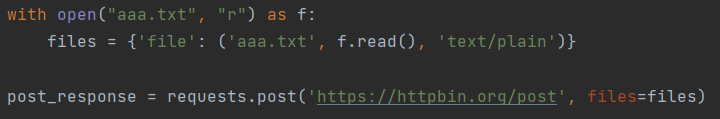 with open("aaa.txt", "r") as f:
    files = {'file': ('aaa.txt', f.read(), 'text/plain')}

post_response = requests.post('https://httpbin.org/post', files=files)